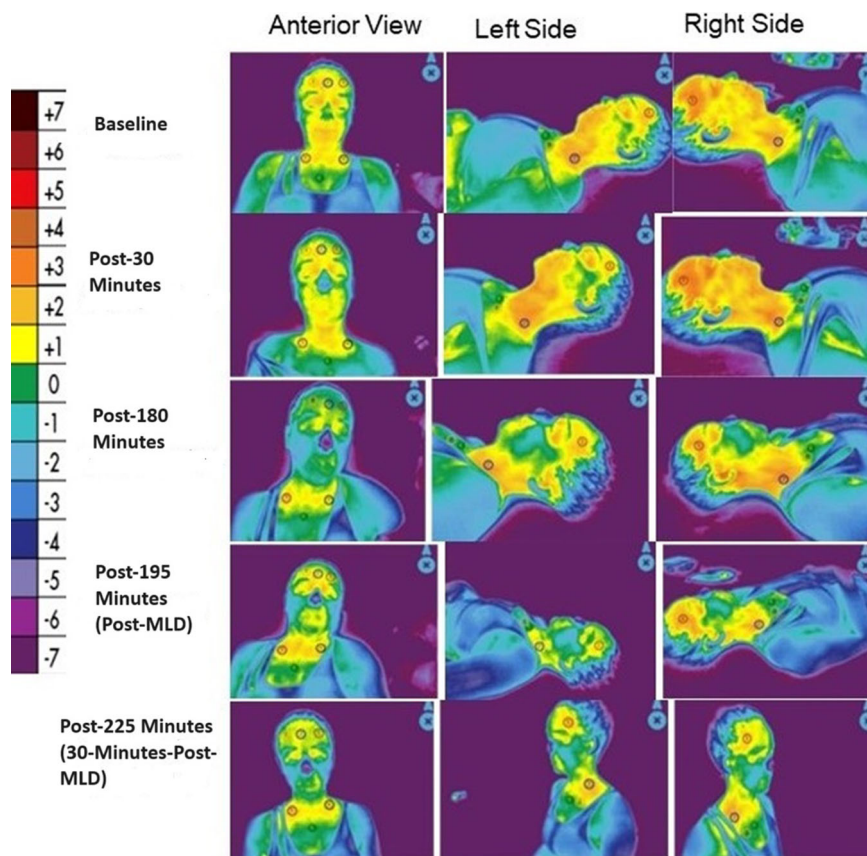 Anterior View
Left Side
Right Side
+7
+6
+5
+4
+3
+2
+1
0
-1
-2
-3
-4
-5
-6
-7
Baseline
Post-30
Minutes
Post-180
Minutes
Post-195
Minutes
(Post-MLD)
Post-225 Minutes
(30-Minutes-Post-
MLD)